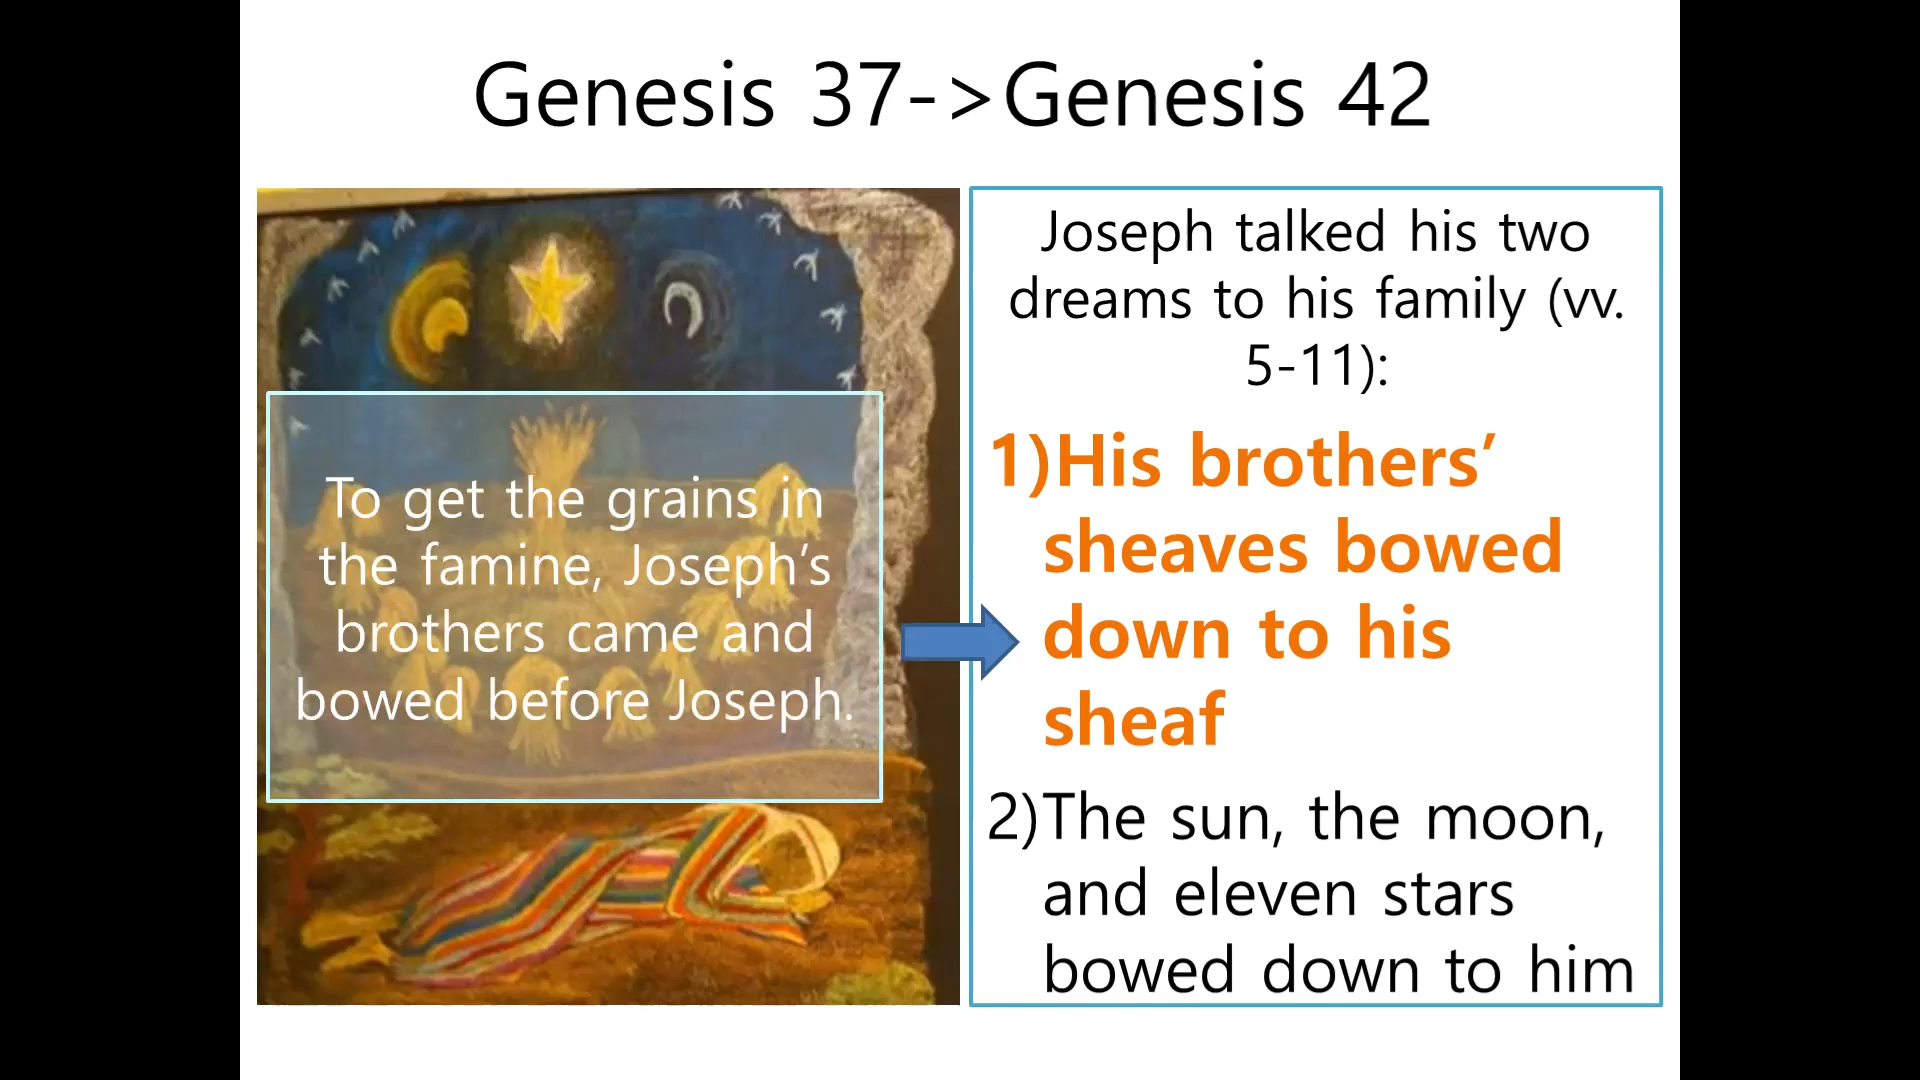 Genesis 37->Genesis 42
To get the grains in
the famine, Joseph’s
brothers came and
bowed before Joseph.
Joseph talked his two
dreams to his family (vv.
5-11):
1)His brothers’
sheaves bowed
down to his
sheaf
2)The sun, the moon,
and eleven stars
bowed down to him